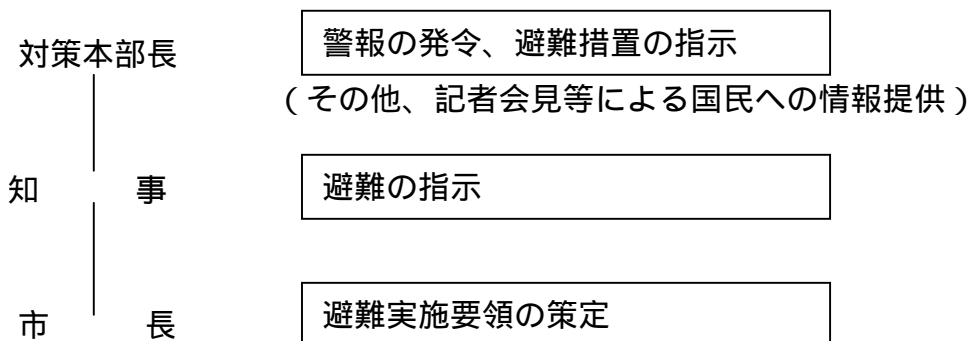 対策本部長 警報の発令、避難措置の指示
(その他、記者会見等による国民への情報提供)
知 事 避難の指示
市 長 避難実施要領の策定